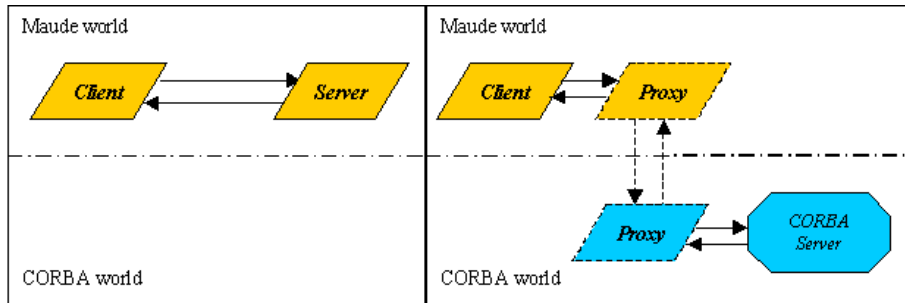 Maude world
Client
Server
CORBA world
Maude world
Client
Proxy
Proxy
CORBA
Server
CORBA world